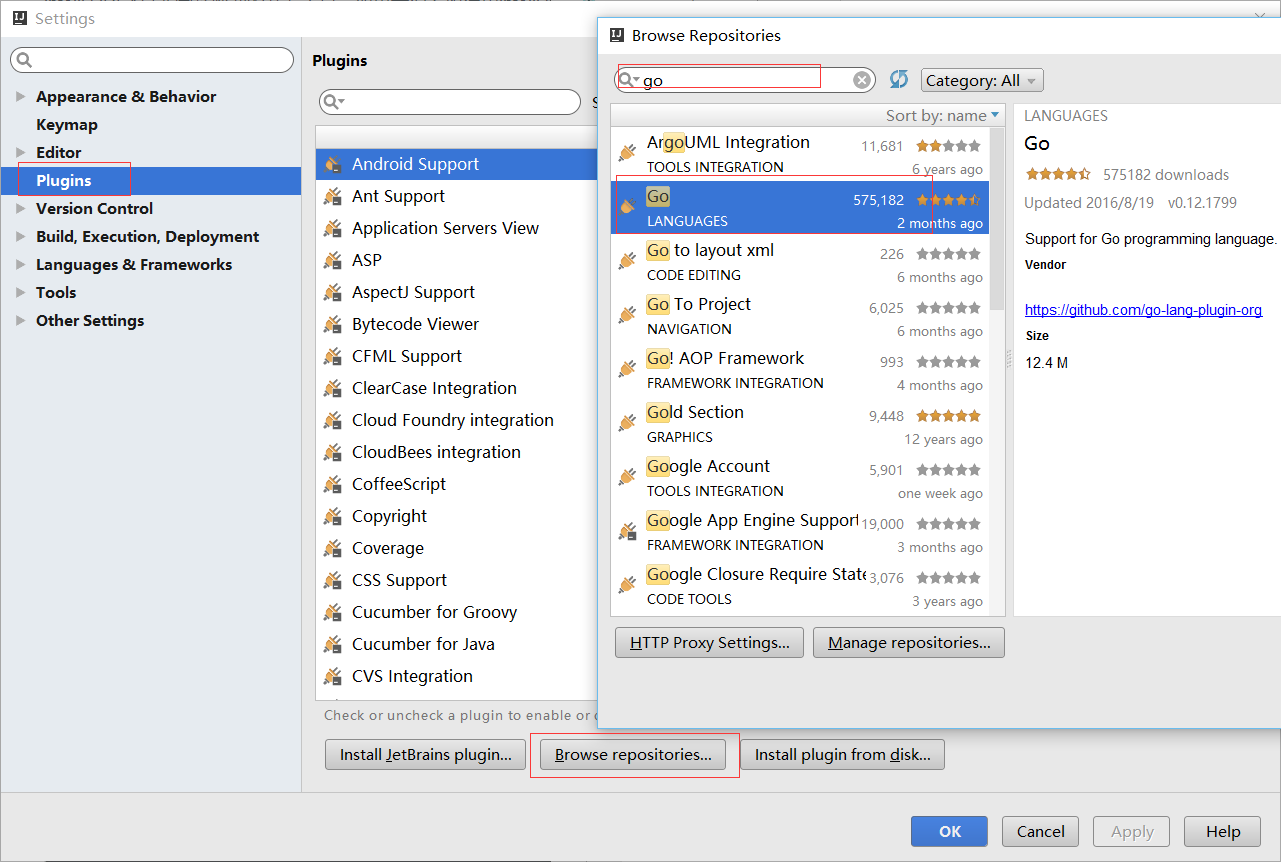 Settings
Appearance & Behavior
Keymap
Editor
Plugins
Version Control
Build, Execution, Deployment
Languages & Frameworks
Tools
Other Settings
Plugins
S
Android Support
Ant Support
Application Servers View
ASP
AspectJ Support
Bytecode Viewer
CFML Support
ClearCase Integration
Cloud Foundry integration
CloudBees integration
CoffeeScript
Copyright
Coverage
CSS Support
Cucumber for Groovy
Cucumber for Java
CVS Integration
Check or uncheck a plugin to enable or
Install JetBrains plugin...
Browse repositories...
Install plugin from disk...
OK
Cancel
Apply
Help
Browse Repositories
go
Category: All
Sort by: name
ArgoUML Integration 11,681
TOOLS INTEGRATION 6 years ago
Go 575,182
LANGUAGES 2 months ago
Go to layout xml 226
CODE EDITING 6 months ago
Go To Project 6,025
NAVIGATION 6 months ago
Go! AOP Framework 993
FRAMEWORK INTEGRATION 4 months ago
Gold Section 9,448
GRAPHICS 12 years ago
Google Account 5,901
TOOLS INTEGRATION one week ago
Google App Engine Support 19,000
FRAMEWORK INTEGRATION 3 months ago
Google Closure Require State 3,076
CODE TOOLS 3 years ago
HTTP Proxy Settings...
Manage repositories...
LANGUAGES
Go
575182 downloads
Updated 2016/8/19 v0.12.1799
Support for Go programming language.
Vendor
https://github.com/go-lang-plugin-org
Size
12.4 M